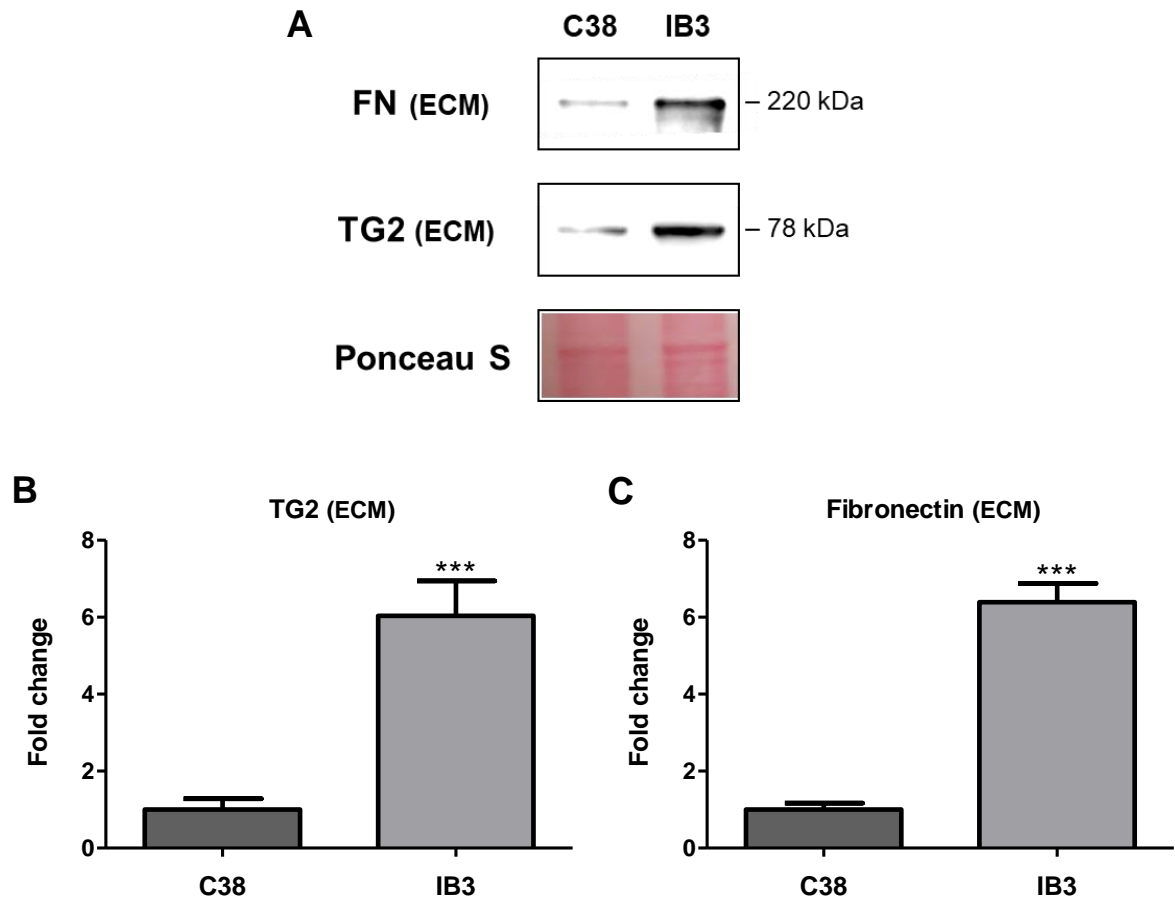 A
C38 IB3
FN (ECM) – 220 kDa
TG2 (ECM) – 78 kDa
Ponceau S
B
TG2 (ECM)
8
6
4
2
0
Fold change
***
C38 IB3
C
Fibronectin (ECM)
8
6
4
2
0
Fold change
***
C38 IB3